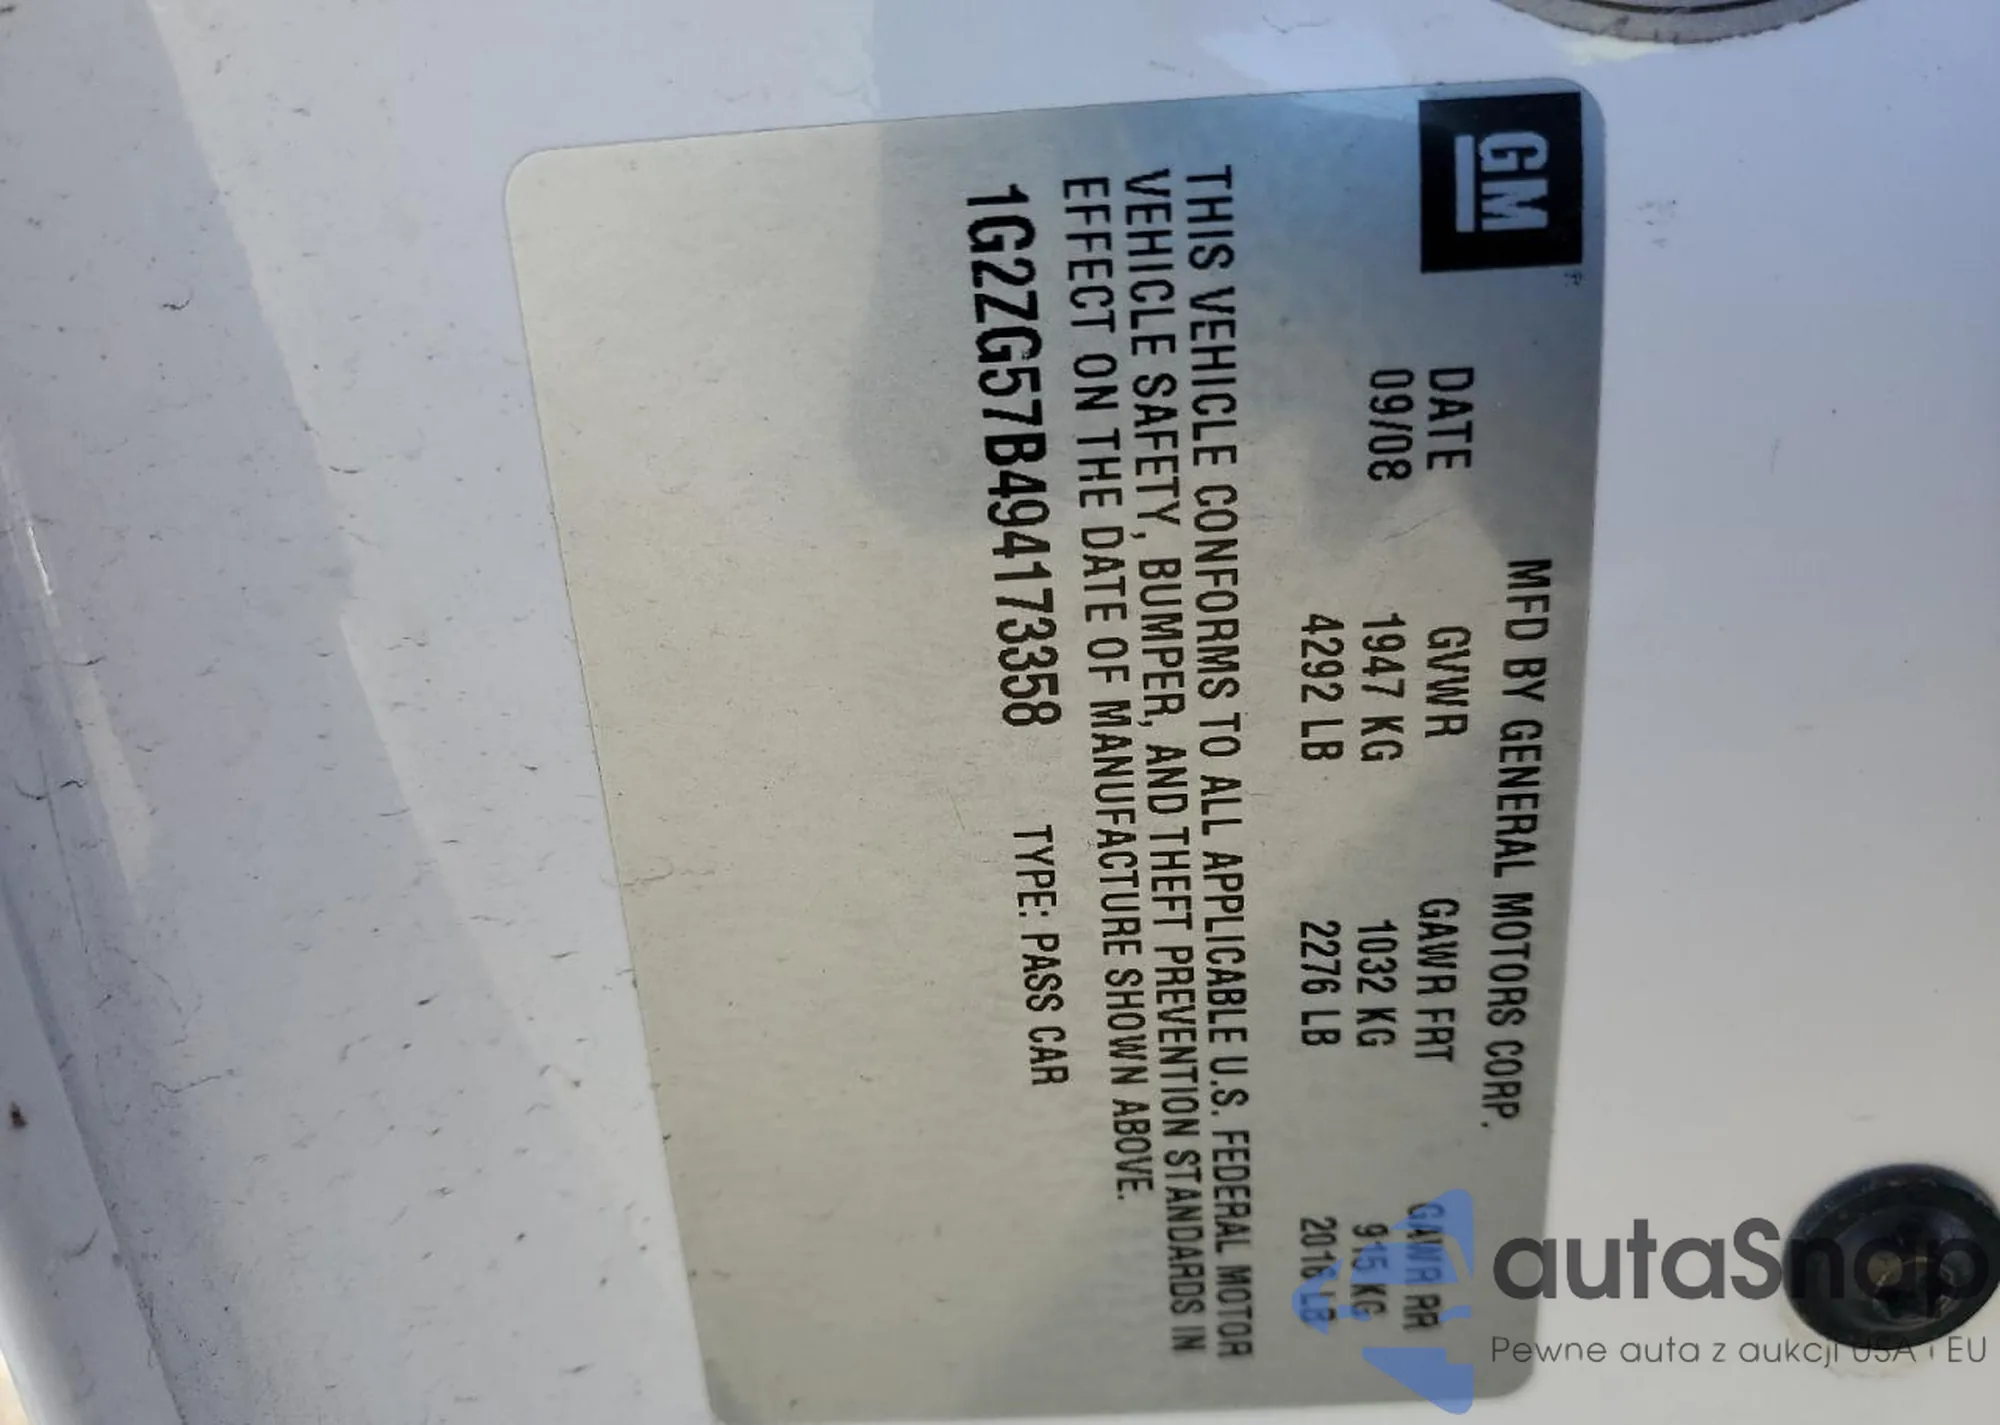 GM
MFD BY GENERAL MOTORS CORP.
DATE GVWR GAWR FRT GAWR RR
09/08 1947 KG 1032 KG 915 KG
4292 LB 2276 LB 2016 LB
THIS VEHICLE CONFORMS TO ALL APPLICABLE U.S. FEDERAL MOTOR
VEHICLE SAFETY, BUMPER, AND THEFT PREVENTION STANDARDS IN
EFFECT ON THE DATE OF MANUFACTURE SHOWN ABOVE.
1G2ZG57B494173358 TYPE: PASS CAR
autaSnap
Pewne auta z aukcji USA i EU